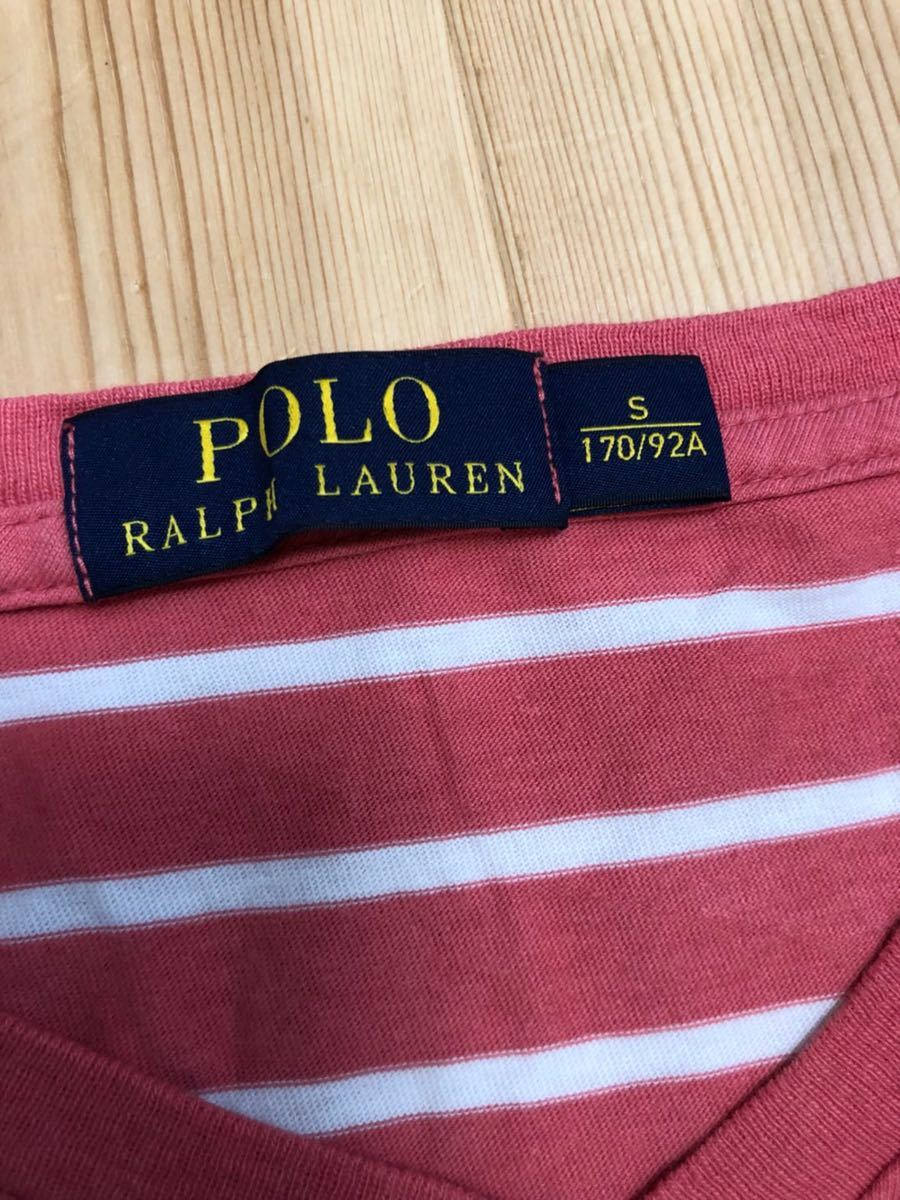 POLO
RALPH LAUREN
S
170/92A